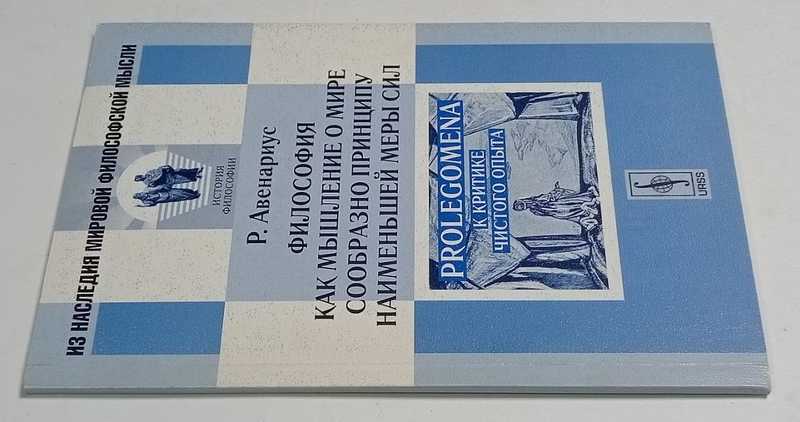 ИЗ НАСЛЕДИЯ МИРОВОЙ ФИЛОСОФСКОЙ МЫСЛИ
ИСТОРИЯ
ФИЛОСОФИИ
Р. Авенариус
ФИЛОСОФИЯ
КАК МЫШЛЕНИЕ О МИРЕ
СООБРАЗНО ПРИНЦИПУ
НАИМЕНЬШЕЙ МЕРЫ СИЛ
PROLEGOMENA
К КРИТИКЕ
ЧИСТОГО ОПЫТА
URSS